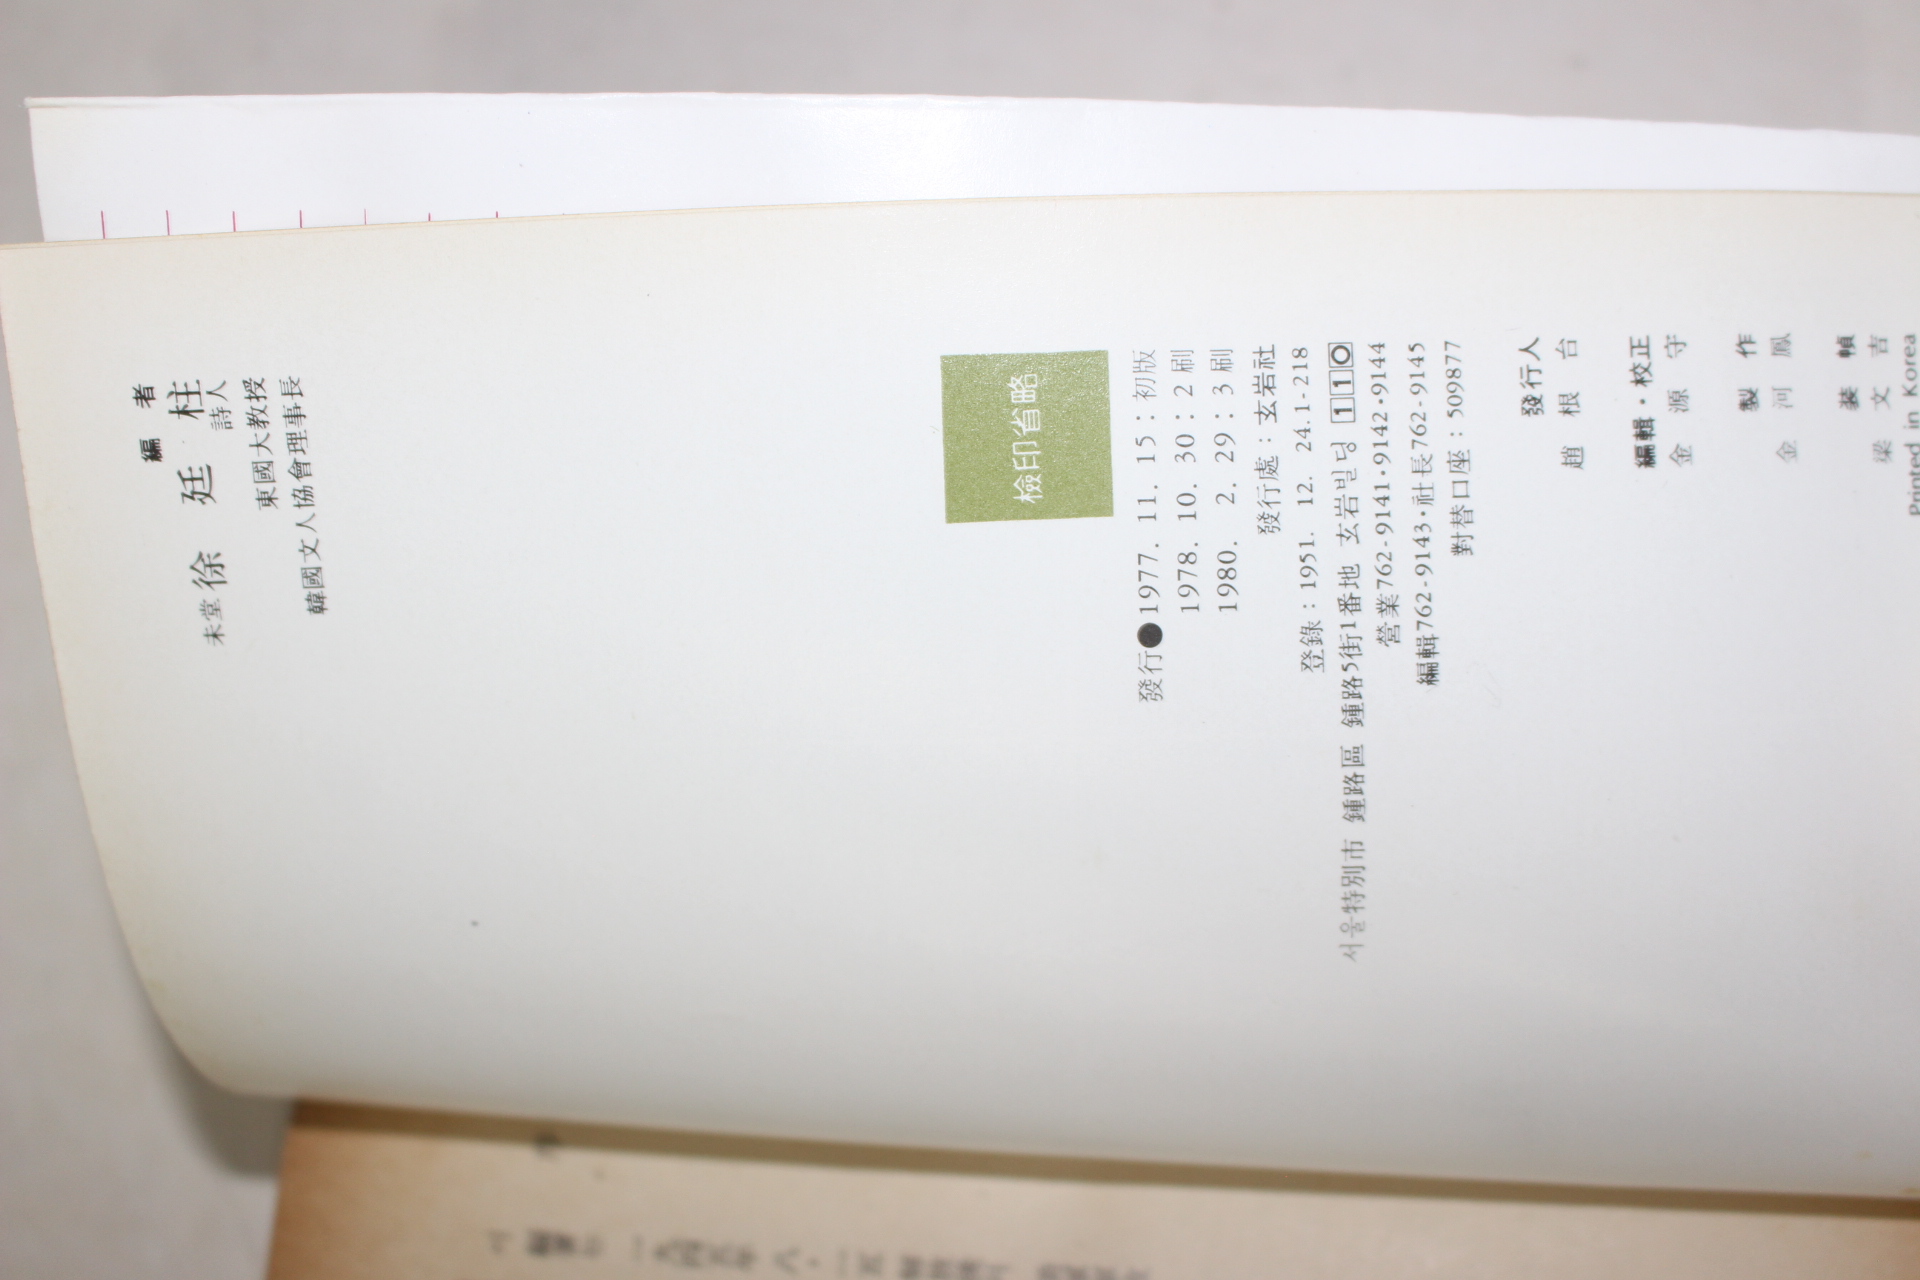 編者
未堂 徐廷柱
詩人
東國大教授
韓國文人協會理事長
檢印省略
發行●1977. 11. 15 : 初版
1978. 10. 30 : 2刷
1980. 2. 29 : 3刷
發行處 : 玄岩社
登錄 : 1951. 12. 24. 1-218
서울特別市 鍾路區 鍾路5街1番地 玄岩빌딩 110
營業762-9141·9142·9144
編輯762-9143·社長762-9145
對替口座 : 509877
發行人
趙根台
編輯·校正
金源守
製作
金河鳳
裝幀
梁文吉
Printed in Korea